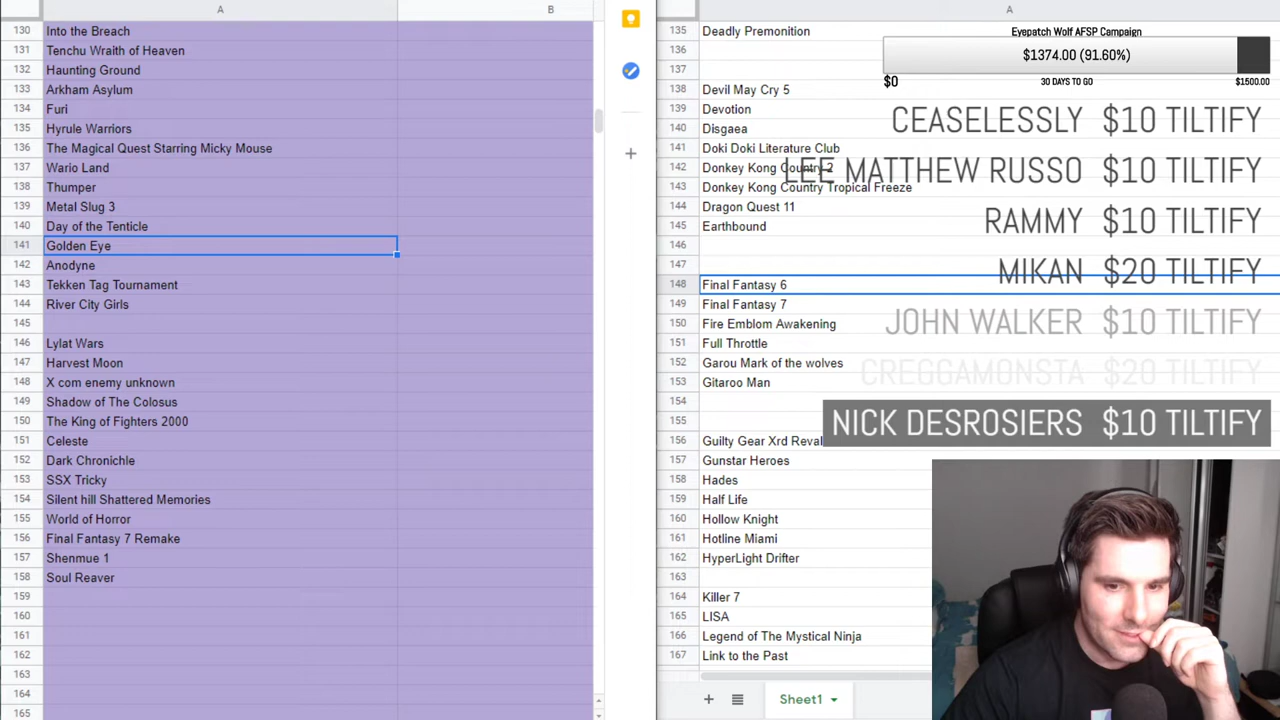 A
B
130 Into the Breach
131 Tenchu Wraith of Heaven
132 Haunting Ground
133 Arkham Asylum
134 Furi
135 Hyrule Warriors
136 The Magical Quest Starring Micky Mouse
137 Wario Land
138 Thumper
139 Metal Slug 3
140 Day of the Tenticle
141 Golden Eye
142 Anodyne
143 Tekken Tag Tournament
144 River City Girls
145
146 Lylat Wars
147 Harvest Moon
148 X com enemy unknown
149 Shadow of The Colosus
150 The King of Fighters 2000
151 Celeste
152 Dark Chronichle
153 SSX Tricky
154 Silent hill Shattered Memories
155 World of Horror
156 Final Fantasy 7 Remake
157 Shenmue 1
158 Soul Reaver
159
160
161
162
163
164
165
A
135 Deadly Premonition
136
137
138 Devil May Cry 5
139 Devotion
140 Disgaea
141 Doki Doki Literature Club
142 Donkey Kong Country 2
143 Donkey Kong Country Tropical Freeze
144 Dragon Quest 11
145 Earthbound
146
147
148 Final Fantasy 6
149 Final Fantasy 7
150 Fire Emblom Awakening
151 Full Throttle
152 Garou Mark of the wolves
153 Gitaroo Man
154
155
156 Guilty Gear Xrd Reval
157 Gunstar Heroes
158 Hades
159 Half Life
160 Hollow Knight
161 Hotline Miami
162 HyperLight Drifter
163
164 Killer 7
165 LISA
166 Legend of The Mystical Ninja
167 Link to the Past
Sheet1
Eyepatch Wolf AFSP Campaign
$1374.00 (91.60%)
$0 30 DAYS TO GO $1500.00
CEASELESSLY $10 TILTIFY
LEE MATTHEW RUSSO $10 TILTIFY
RAMMY $10 TILTIFY
MIKAN $20 TILTIFY
JOHN WALKER $10 TILTIFY
CREGGAMONSTA $20 TILTIFY
NICK DESROSIERS $10 TILTIFY